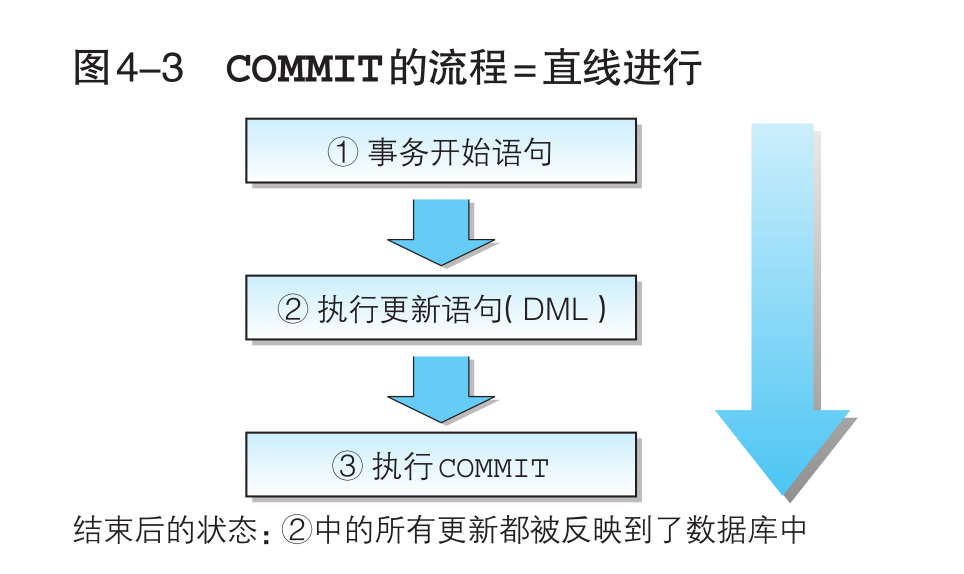 图4-3 COMMIT的流程=直线进行
① 事务开始语句
② 执行更新语句(DML)
③ 执行COMMIT
结束后的状态:②中的所有更新都被反映到了数据库中